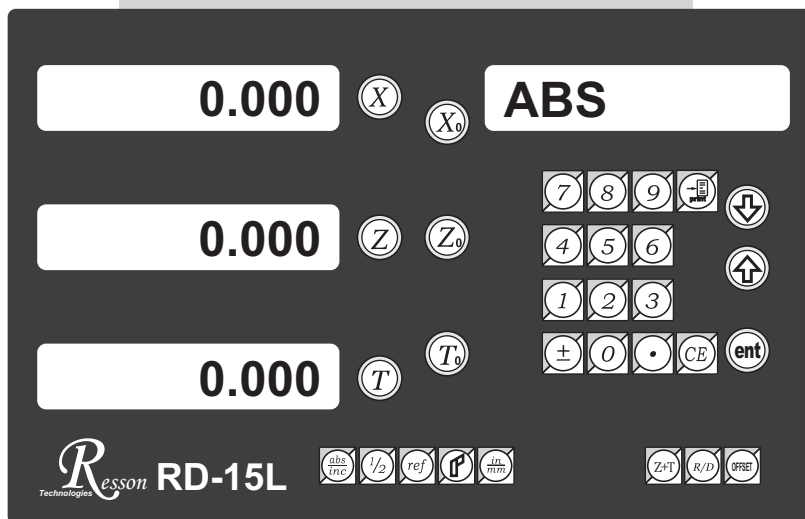 0.000 X X0 ABS
7 8 9 print
0.000 Z Z0
4 5 6
1 2 3
0.000 T T0
± 0 • CE ent
Resson Technologies RD-15L
abs/inc 1/2 ref in/mm Z+T R/D OFFSET